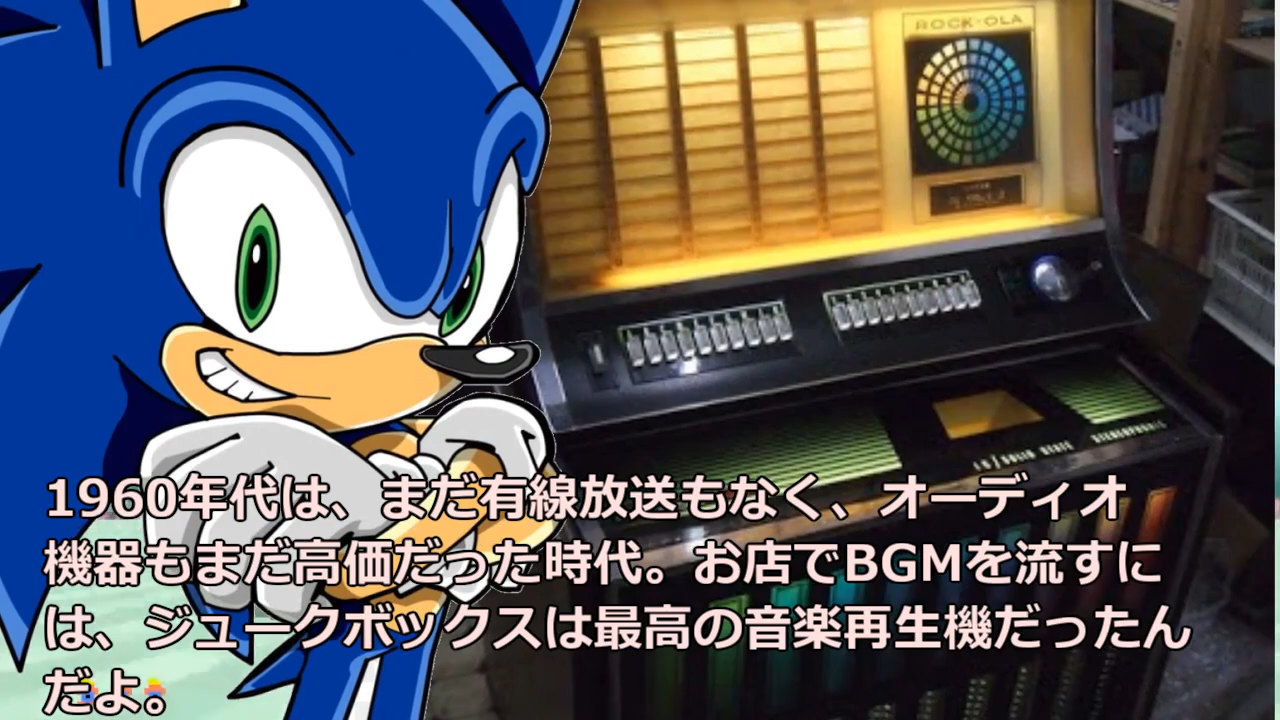 ROCK-OLA
SOLID STATE STEREOPHONIC
1960年代は、まだ有線放送もなく、オーディオ
機器もまだ高価だった時代。お店でBGMを流すに
は、ジュークボックスは最高の音楽再生機だったん
だよ。